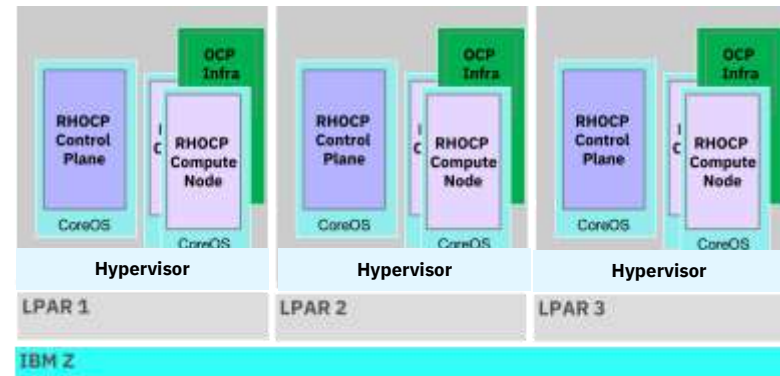 OCP
Infra
RHOCP
Control
Plane
RHOCP
Compute
Node
CoreOS
CoreOS
Hypervisor
LPAR 1
OCP
Infra
RHOCP
Control
Plane
RHOCP
Compute
Node
CoreOS
CoreOS
Hypervisor
LPAR 2
OCP
Infra
RHOCP
Control
Plane
RHOCP
Compute
Node
CoreOS
CoreOS
Hypervisor
LPAR 3
IBM Z